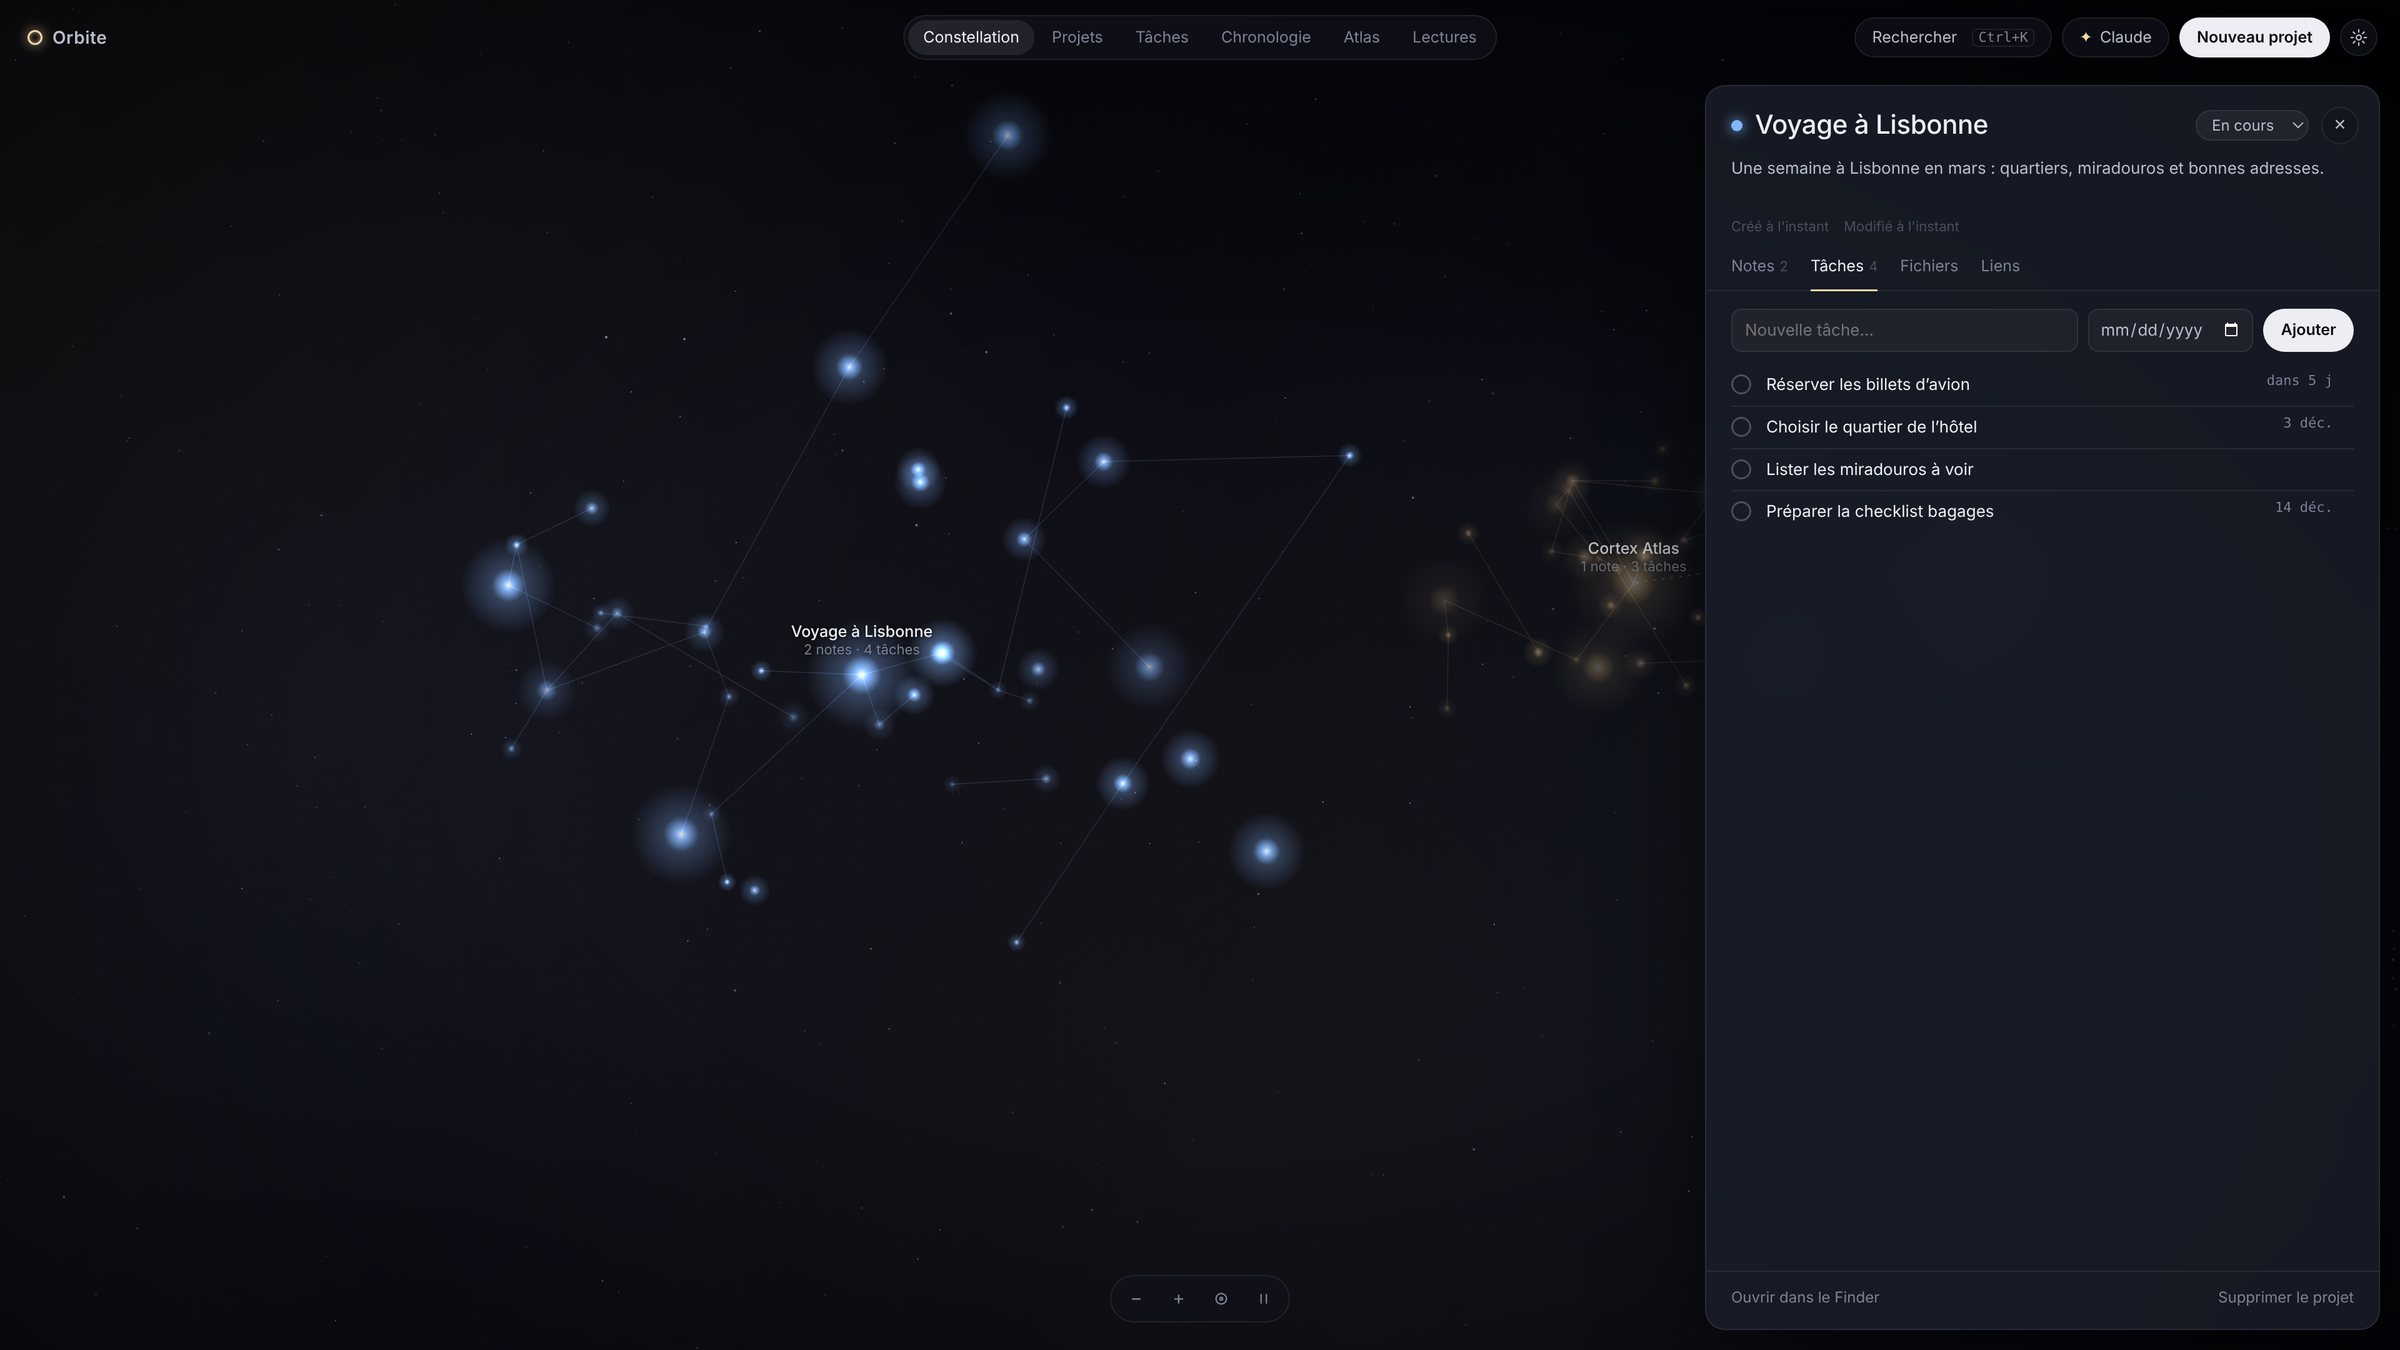 Orbite
Constellation Projets Tâches Chronologie Atlas Lectures
Rechercher Ctrl+K
Claude
Nouveau projet
Voyage à Lisbonne
En cours
Une semaine à Lisbonne en mars : quartiers, miradouros et bonnes adresses.
Créé à l'instant Modifié à l'instant
Notes 2 Tâches 4 Fichiers Liens
Nouvelle tâche… mm/dd/yyyy Ajouter
Réserver les billets d’avion dans 5 j
Choisir le quartier de l’hôtel 3 déc.
Lister les miradouros à voir
Préparer la checklist bagages 14 déc.
Cortex Atlas
1 note · 3 tâches
Voyage à Lisbonne
2 notes · 4 tâches
Ouvrir dans le Finder Supprimer le projet